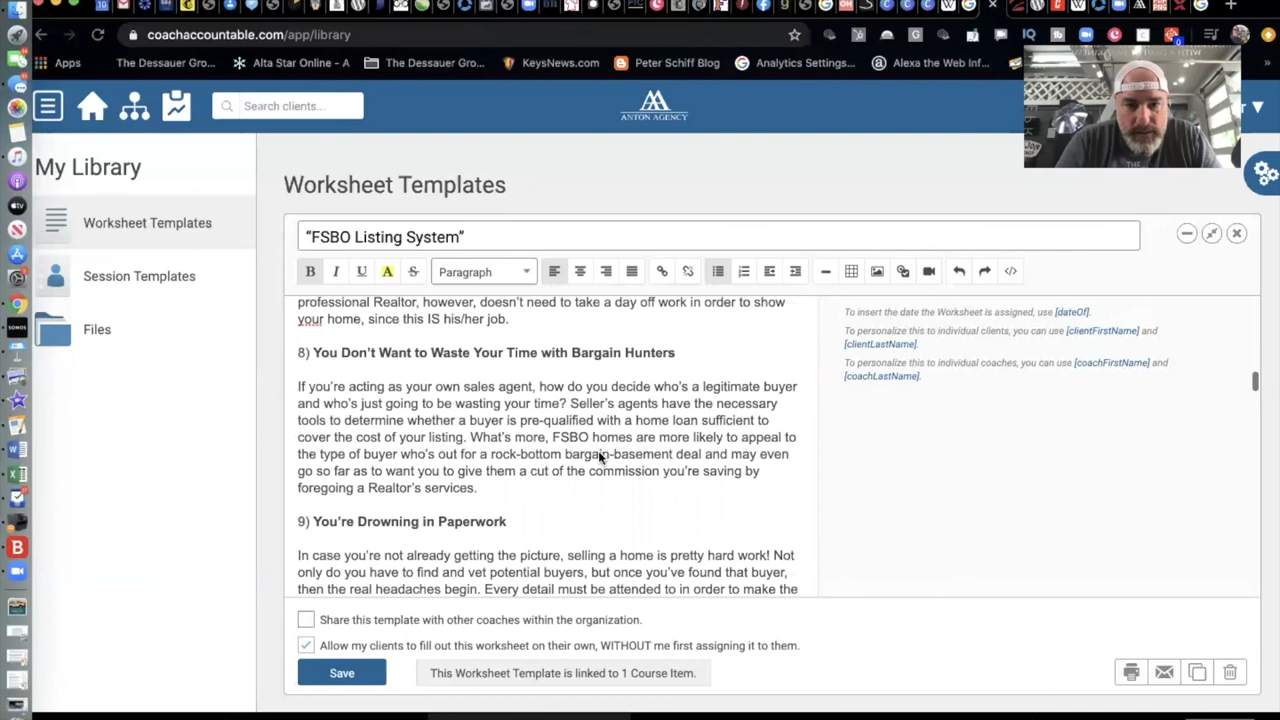 coachaccountable.com/app/library
Apps
The Dessauer Gro...
Alta Star Online - A
The Dessauer Gro...
KeysNews.com
Peter Schiff Blog
Analytics Settings...
Alexa the Web Inf...
»
Search clients...
ANTON AGENCY
My Library
Worksheet Templates
Session Templates
Files
Worksheet Templates
“FSBO Listing System”
B I U A S Paragraph
professional Realtor, however, doesn’t need to take a day off work in order to show
your home, since this IS his/her job.
8) You Don’t Want to Waste Your Time with Bargain Hunters
If you’re acting as your own sales agent, how do you decide who’s a legitimate buyer
and who’s just going to be wasting your time? Seller’s agents have the necessary
tools to determine whether a buyer is pre-qualified with a home loan sufficient to
cover the cost of your listing. What’s more, FSBO homes are more likely to appeal to
the type of buyer who’s out for a rock-bottom bargain-basement deal and may even
go so far as to want you to give them a cut of the commission you’re saving by
foregoing a Realtor’s services.
9) You’re Drowning in Paperwork
In case you’re not already getting the picture, selling a home is pretty hard work! Not
only do you have to find and vet potential buyers, but once you’ve found that buyer,
then the real headaches begin. Every detail must be attended to in order to make the
To insert the date the Worksheet is assigned, use [dateOf].
To personalize this to individual clients, you can use [clientFirstName] and
[clientLastName].
To personalize this to individual coaches, you can use [coachFirstName] and
[coachLastName].
Share this template with other coaches within the organization.
Allow my clients to fill out this worksheet on their own, WITHOUT me first assigning it to them.
Save
This Worksheet Template is linked to 1 Course Item.